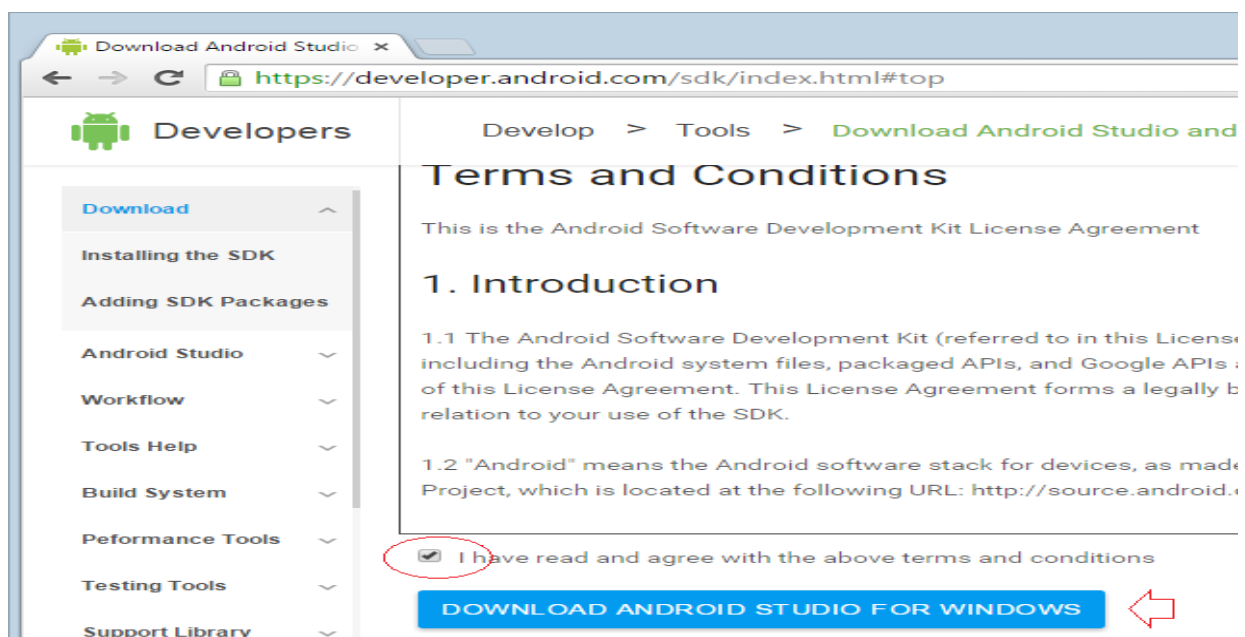 Download Android Studio
https://developer.android.com/sdk/index.html#top
Developers
Develop > Tools > Download Android Studio and
Download
Installing the SDK
Adding SDK Packages
Android Studio
Workflow
Tools Help
Build System
Peformance Tools
Testing Tools
Support Library
Terms and Conditions
This is the Android Software Development Kit License Agreement
1. Introduction
1.1 The Android Software Development Kit (referred to in this License
including the Android system files, packaged APIs, and Google APIs
of this License Agreement. This License Agreement forms a legally b
relation to your use of the SDK.
1.2 "Android" means the Android software stack for devices, as made
Project, which is located at the following URL: http://source.android.
I have read and agree with the above terms and conditions
DOWNLOAD ANDROID STUDIO FOR WINDOWS